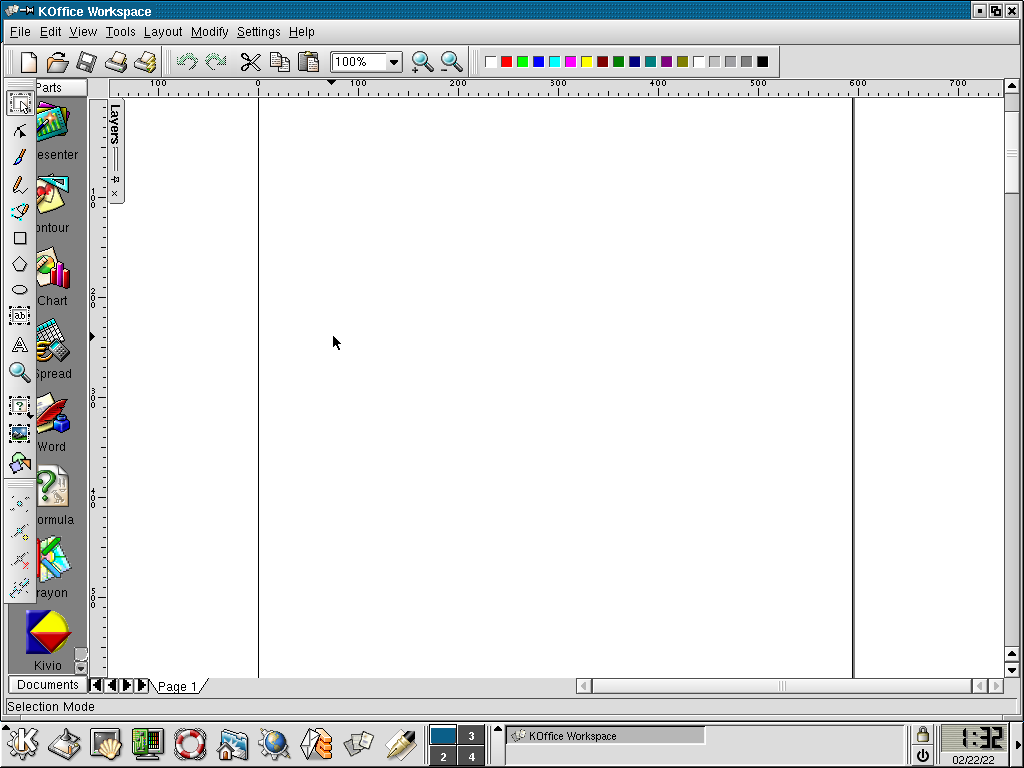 KOffice Workspace
File Edit View Tools Layout Modify Settings Help
100%
Parts
100 0 100 200 300 400 500 600 700
Layers
esenter
100
ontour
200
Chart
ab
A
Spread
300
Word
400
ormula
rayon
500
Kivio
Documents
Page 1
Selection Mode
3
2 4
KOffice Workspace
1:32
02/22/22